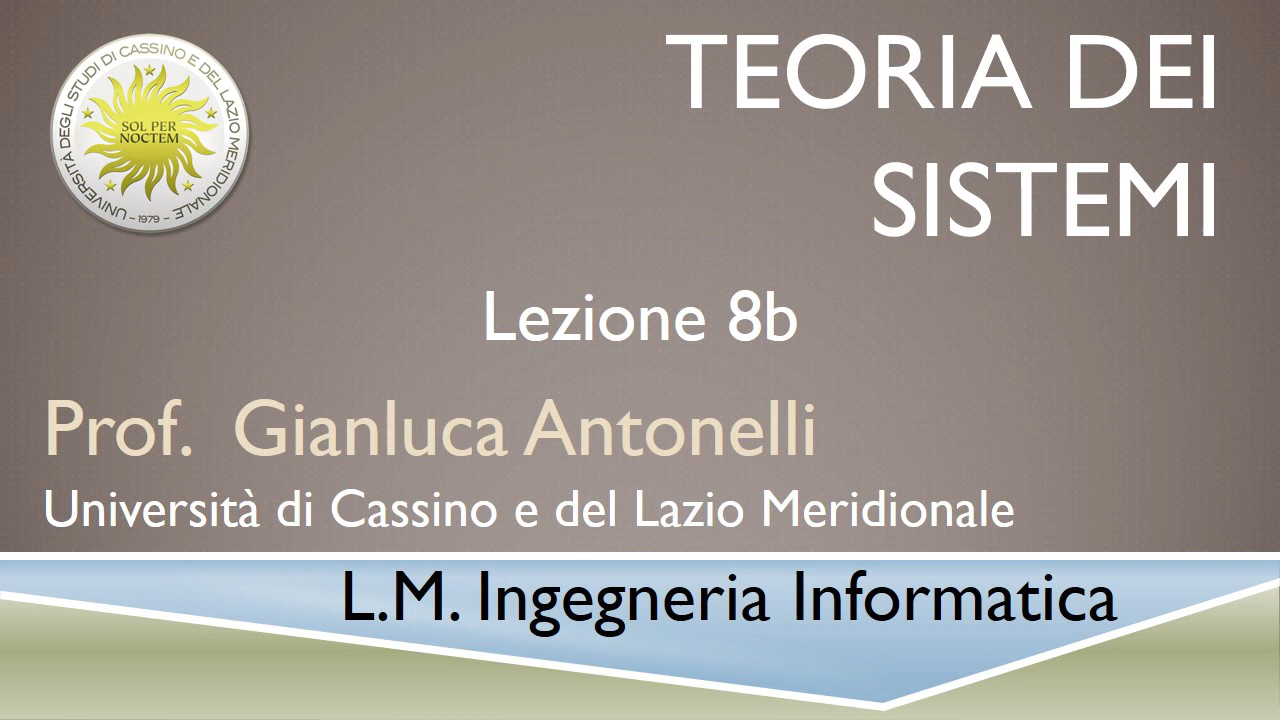 UNIVERSITÀ DEGLI STUDI DI CASSINO E DEL LAZIO MERIDIONALE
SOL PER
NOCTEM
– 1979 –
TEORIA DEI
SISTEMI
Lezione 8b
Prof. Gianluca Antonelli
Università di Cassino e del Lazio Meridionale
L.M. Ingegneria Informatica